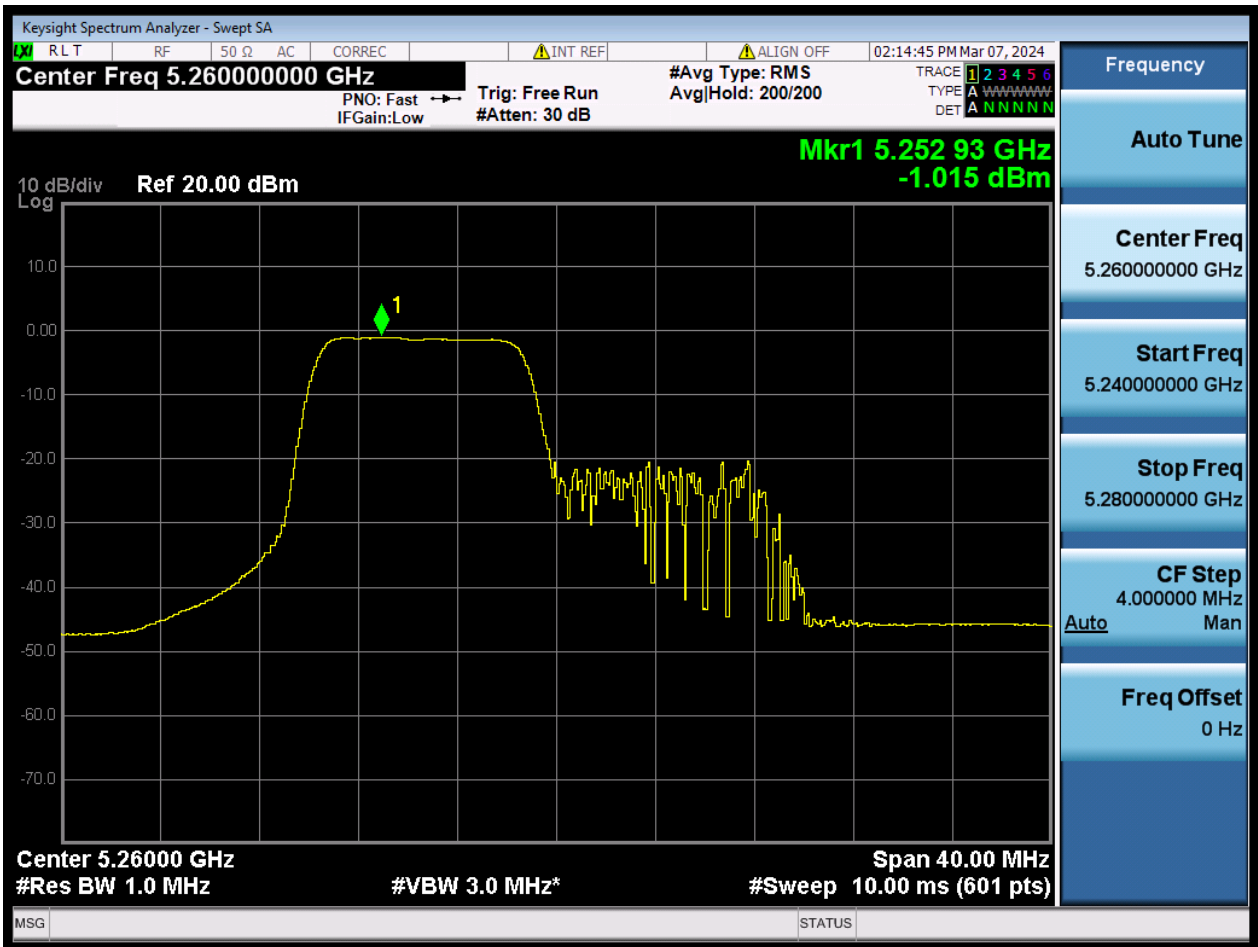 Keysight Spectrum Analyzer - Swept SA
LXI RLT RF 50 Ω AC CORREC INT REF ALIGN OFF 02:14:45 PM Mar 07, 2024
Center Freq 5.260000000 GHz
PNO: Fast
IFGain:Low
Trig: Free Run
#Atten: 30 dB
#Avg Type: RMS
Avg|Hold: 200/200
TRACE 1 2 3 4 5 6
TYPE A WWWWW
DET A N N N N N
Mkr1 5.252 93 GHz
-1.015 dBm
10 dB/div Ref 20.00 dBm
Log
10.0
0.00
-10.0
-20.0
-30.0
-40.0
-50.0
-60.0
-70.0
1
Center 5.26000 GHz
Span 40.00 MHz
#Res BW 1.0 MHz
#VBW 3.0 MHz*
#Sweep 10.00 ms (601 pts)
MSG
STATUS
Frequency
Auto Tune
Center Freq
5.260000000 GHz
Start Freq
5.240000000 GHz
Stop Freq
5.280000000 GHz
CF Step
4.000000 MHz
Auto Man
Freq Offset
0 Hz